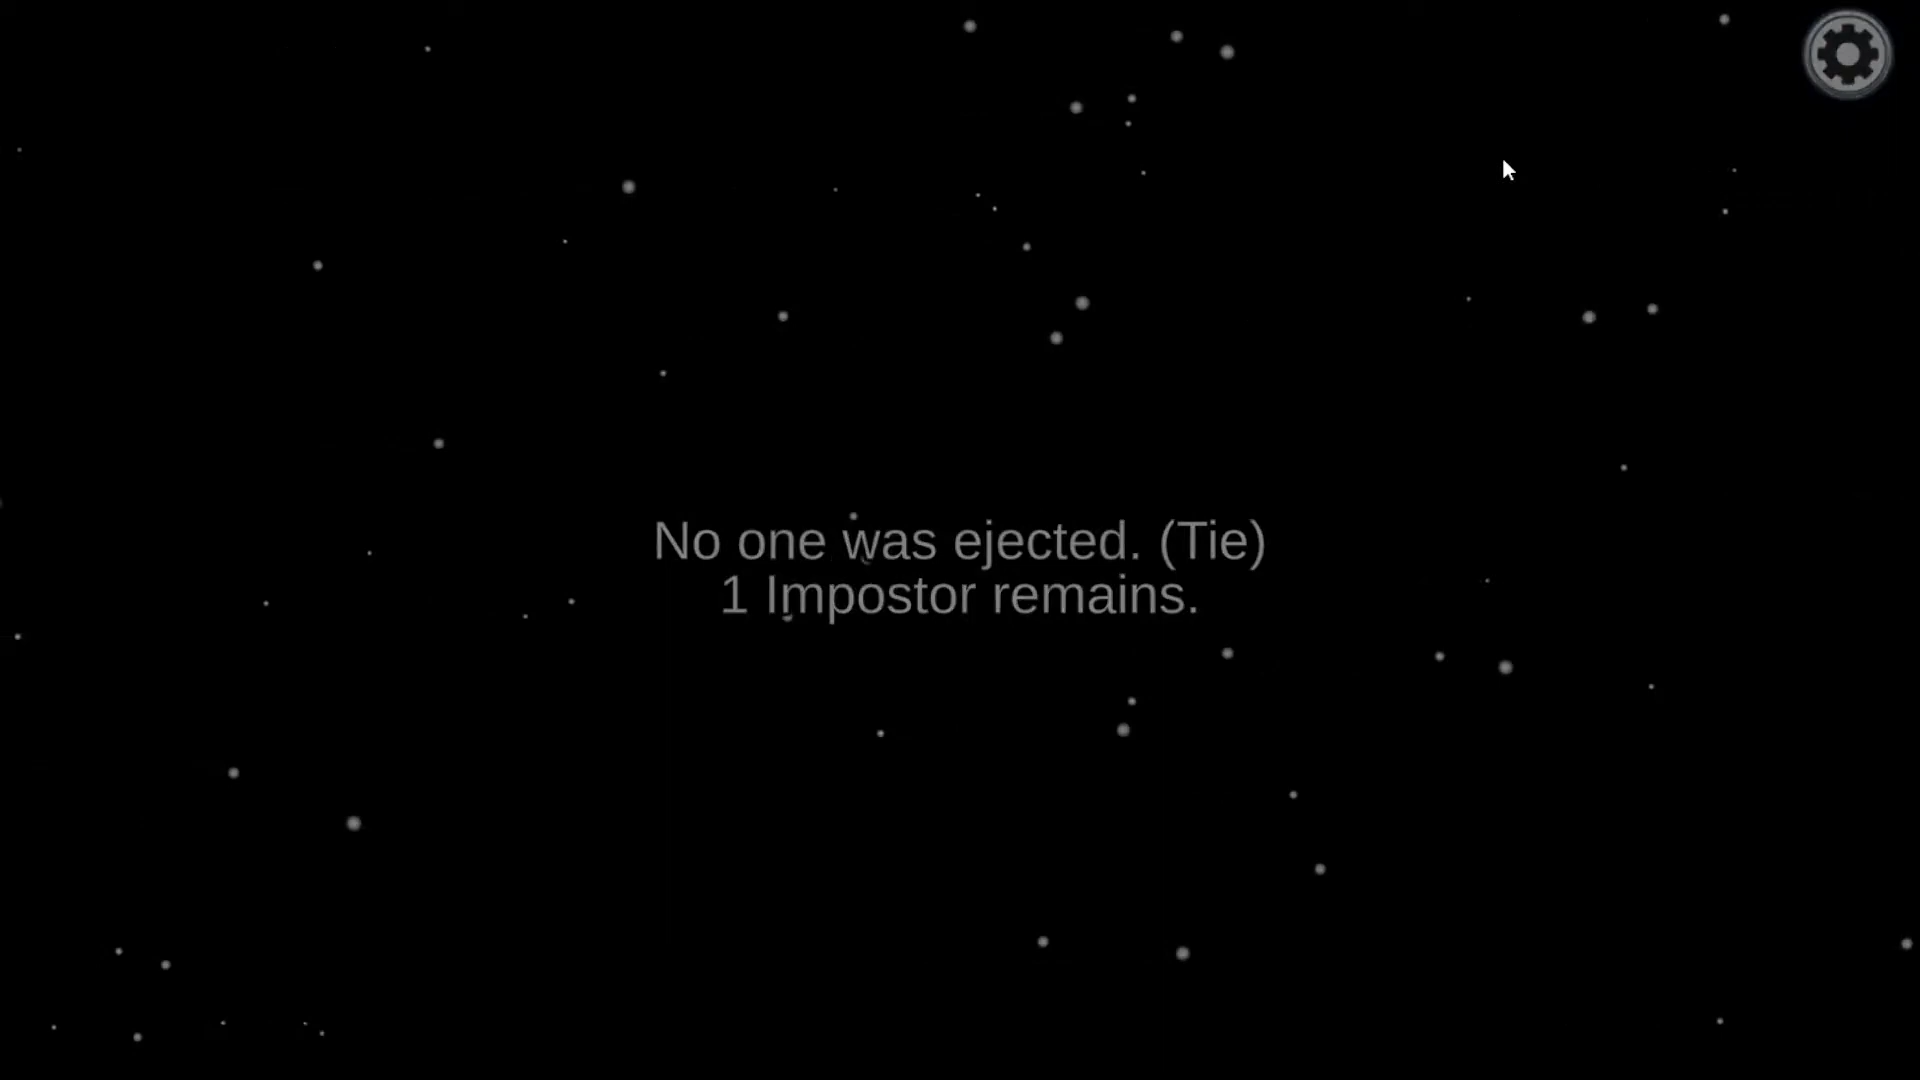 No one was ejected. (Tie)
1 Impostor remains.